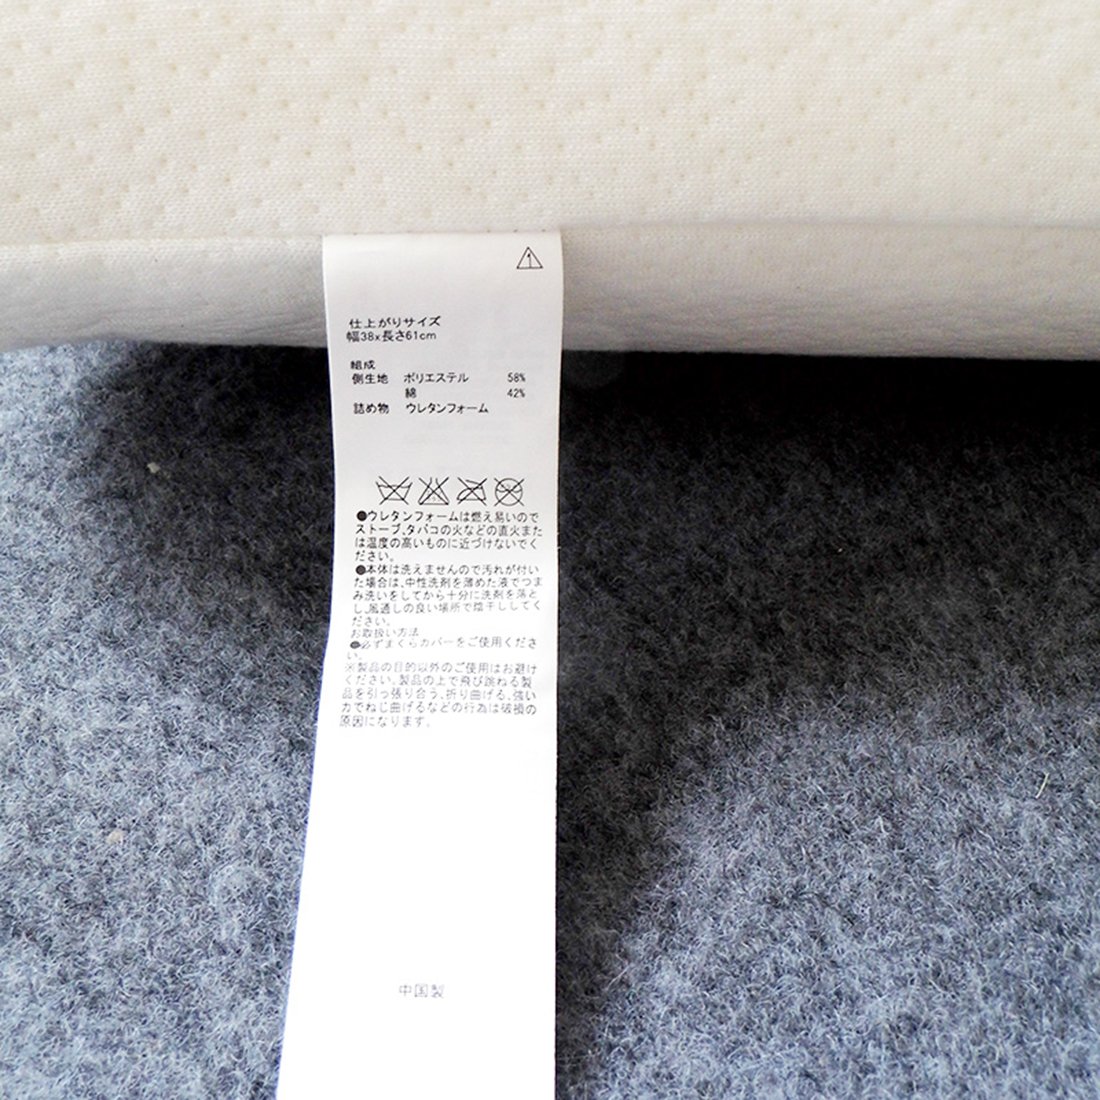 1
仕上がりサイズ
幅38x長さ61cm
組成
側生地 ポリエステル 58%
綿 42%
詰め物 ウレタンフォーム
●ウレタンフォームは燃え易いので
ストーブ、タバコの火などの直火また
は温度の高いものに近づけないでく
ださい。
●本体は洗えませんので汚れが付い
た場合は、中性洗剤を薄めた液でつま
み洗いをしてから十分に洗剤を落と
し、風通しの良い場所で陰干ししてく
ださい。
お取扱い方法
●必ずまくらカバーをご使用くださ
い。
※製品の目的以外のご使用はお避け
ください。製品の上で飛び跳ねる、製
品を引っ張り合う、折り曲げる、強い
力でねじ曲げるなどの行為は破損の
原因になります。
中国製